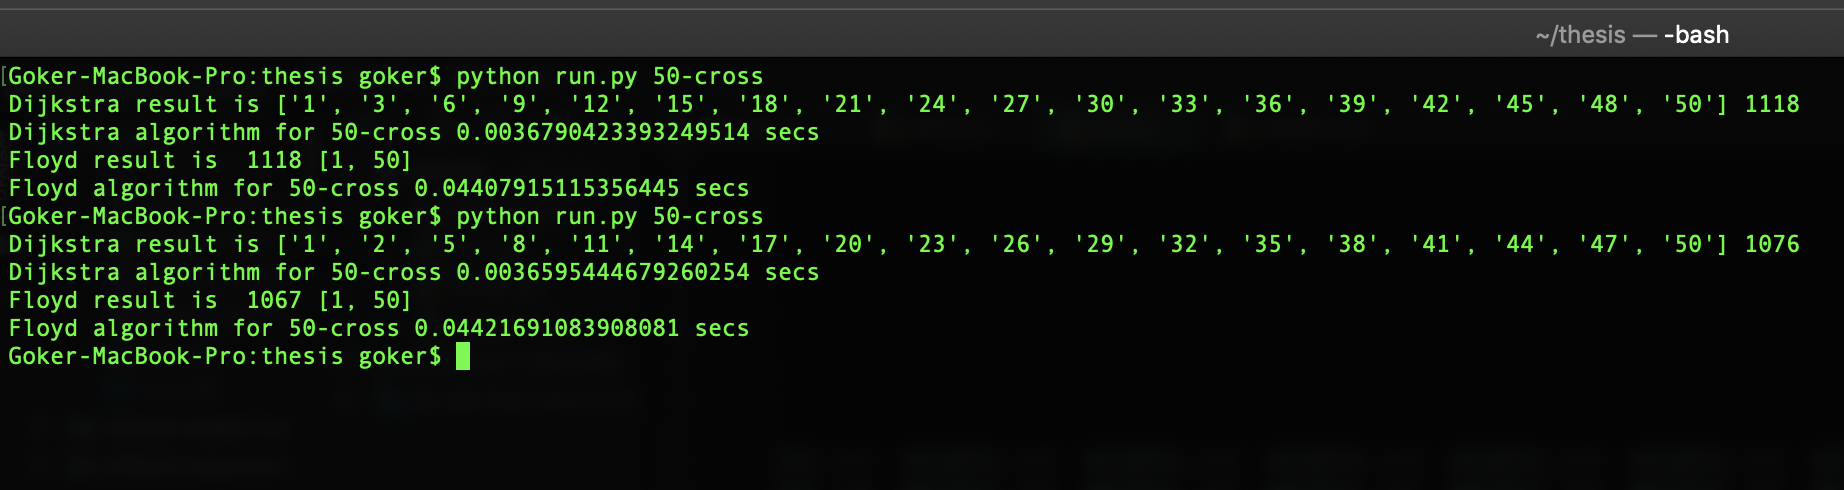 ~/thesis — -bash
[Goker-MacBook-Pro:thesis goker$ python run.py 50-cross
Dijkstra result is ['1', '3', '6', '9', '12', '15', '18', '21', '24', '27', '30', '33', '36', '39', '42', '45', '48', '50'] 1118
Dijkstra algorithm for 50-cross 0.0036790423393249514 secs
Floyd result is  1118 [1, 50]
Floyd algorithm for 50-cross 0.04407915115356445 secs
[Goker-MacBook-Pro:thesis goker$ python run.py 50-cross
Dijkstra result is ['1', '2', '5', '8', '11', '14', '17', '20', '23', '26', '29', '32', '35', '38', '41', '44', '47', '50'] 1076
Dijkstra algorithm for 50-cross 0.0036595444679260254 secs
Floyd result is  1067 [1, 50]
Floyd algorithm for 50-cross 0.04421691083908081 secs
Goker-MacBook-Pro:thesis goker$